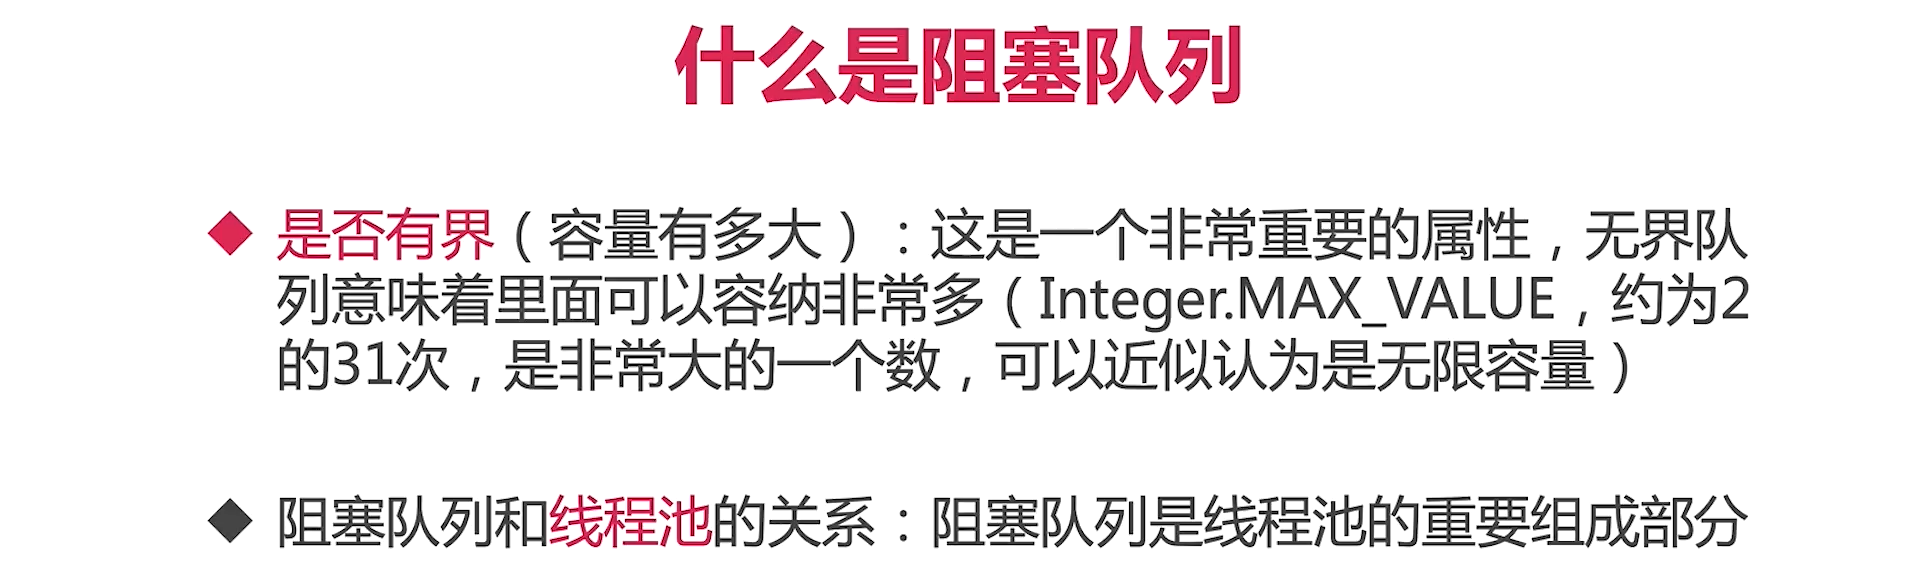 什么是阻塞队列
是否有界（容量有多大）：这是一个非常重要的属性，无界队
列意味着里面可以容纳非常多（Integer.MAX_VALUE，约为2
的31次，是非常大的一个数，可以近似认为是无限容量）
阻塞队列和线程池的关系：阻塞队列是线程池的重要组成部分